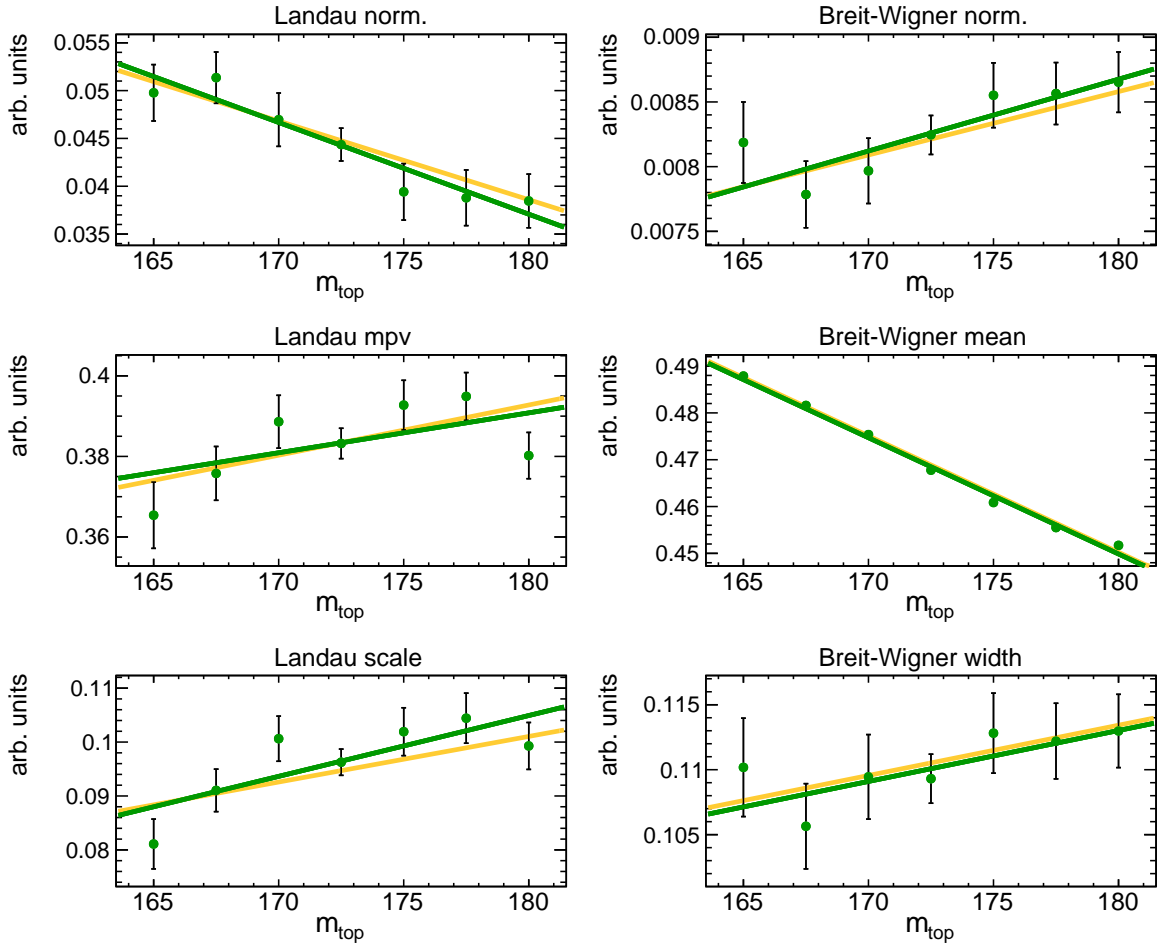 Landau norm.
arb. units
0.055
0.05
0.045
0.04
0.035
165 170 175 180
m_top
Breit-Wigner norm.
arb. units
0.009
0.0085
0.008
0.0075
165 170 175 180
m_top
Landau mpv
arb. units
0.4
0.38
0.36
165 170 175 180
m_top
Breit-Wigner mean
arb. units
0.49
0.48
0.47
0.46
0.45
165 170 175 180
m_top
Landau scale
arb. units
0.11
0.1
0.09
0.08
165 170 175 180
m_top
Breit-Wigner width
arb. units
0.115
0.11
0.105
165 170 175 180
m_top